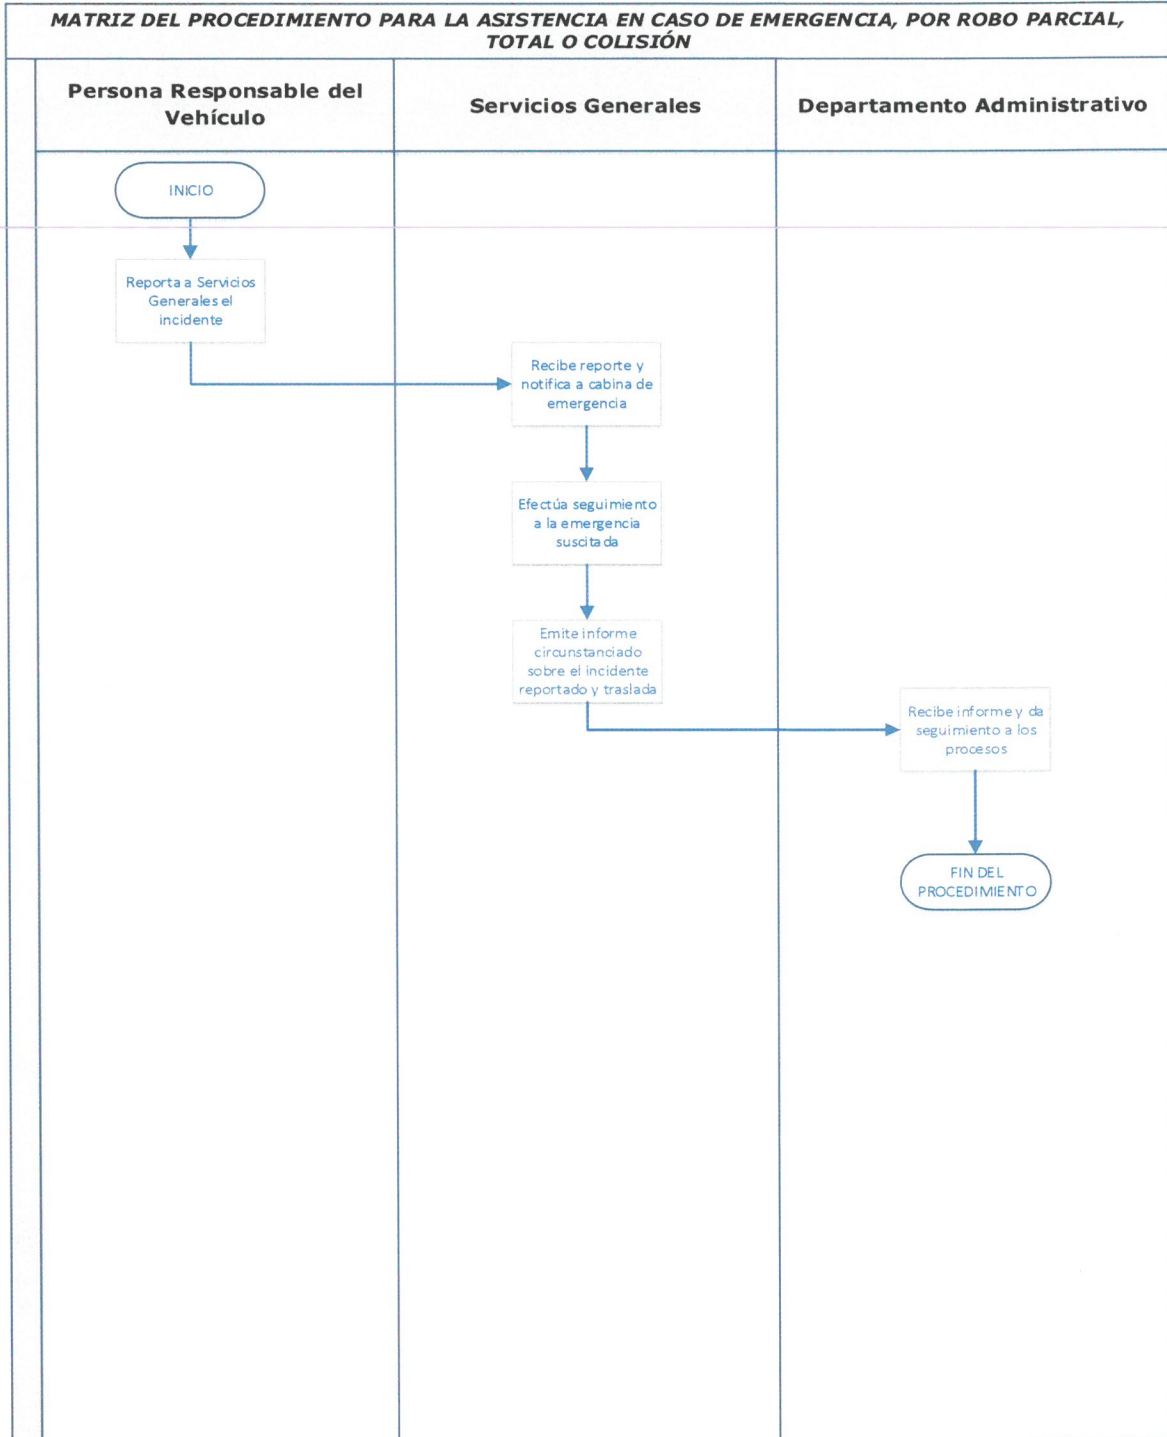 MATRIZ DEL PROCEDIMIENTO PARA LA ASISTENCIA EN CASO DE EMERGENCIA, POR ROBO PARCIAL,
TOTAL O COLISIÓN
Persona Responsable del
Vehículo
Servicios Generales
Departamento Administrativo
INICIO
Reporta a Servicios
Generales el
incidente
Recibe reporte y
notifica a cabina de
emergencia
Efectúa seguimiento
a la emergencia
suscitada
Emite informe
circunstanciado
sobre el incidente
reportado y traslada
Recibe informe y da
seguimiento a los
procesos
FIN DEL
PROCEDIMIENTO